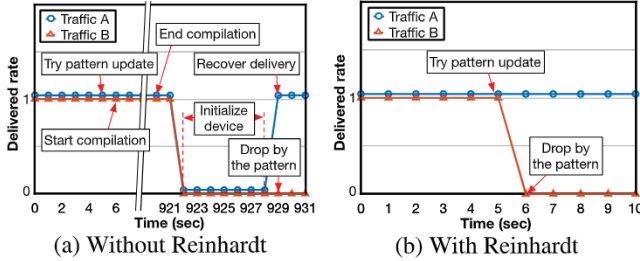 Traffic A
Traffic B
End compilation
Try pattern update
Recover delivery
Initialize
device
Start compilation
Drop by
the pattern
Delivered rate
1
0
0 2 4 6 921 923 925 927 929 931
Time (sec)
(a) Without Reinhardt
Traffic A
Traffic B
Try pattern update
Drop by
the pattern
Delivered rate
1
0
0 1 2 3 4 5 6 7 8 9 10
Time (sec)
(b) With Reinhardt